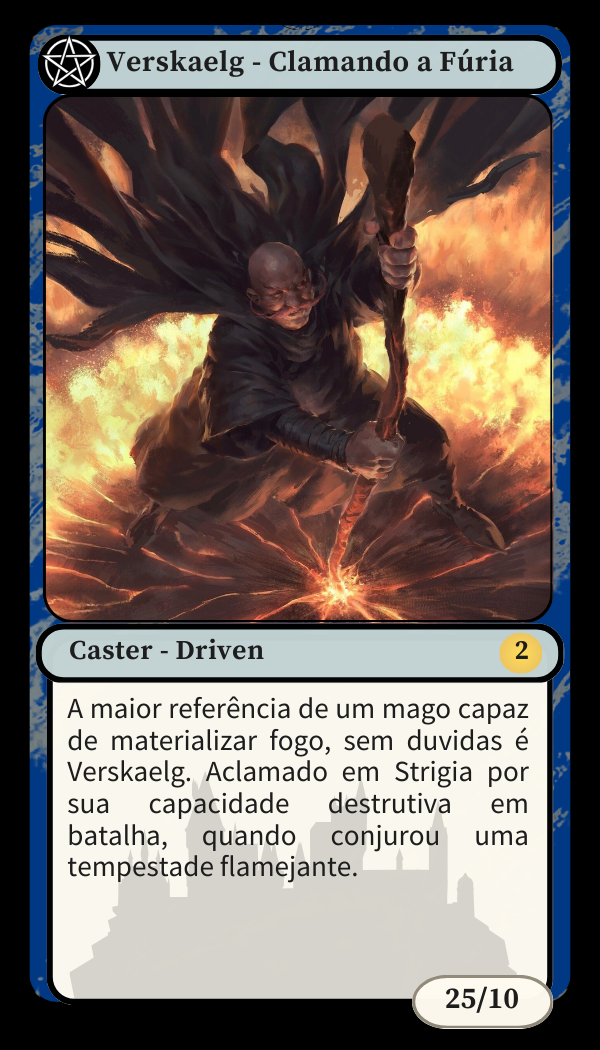 Verskaelg - Clamando a Fúria
Caster - Driven
2
A maior referência de um mago capaz
de materializar fogo, sem duvidas é
Verskaelg. Aclamado em Strigia por
sua capacidade destrutiva em
batalha, quando conjurou uma
tempestade flamejante.
25/10